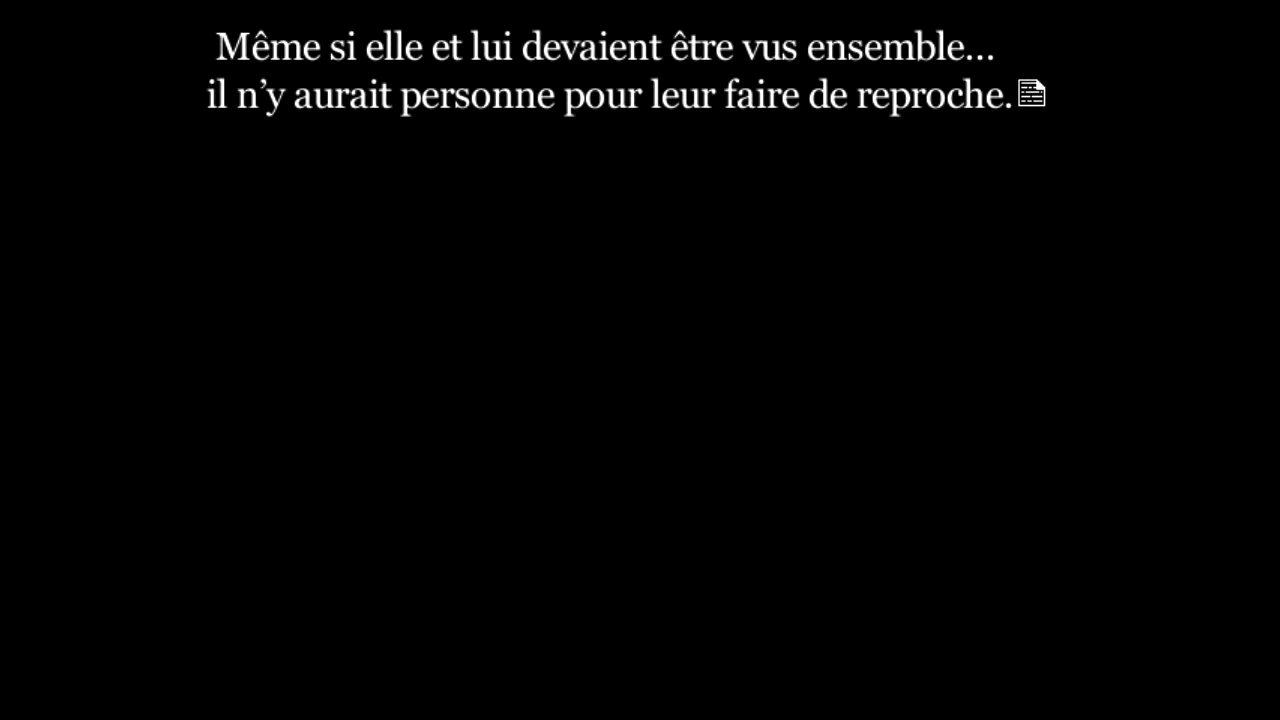 Même si elle et lui devaient être vus ensemble...
il n’y aurait personne pour leur faire de reproche.